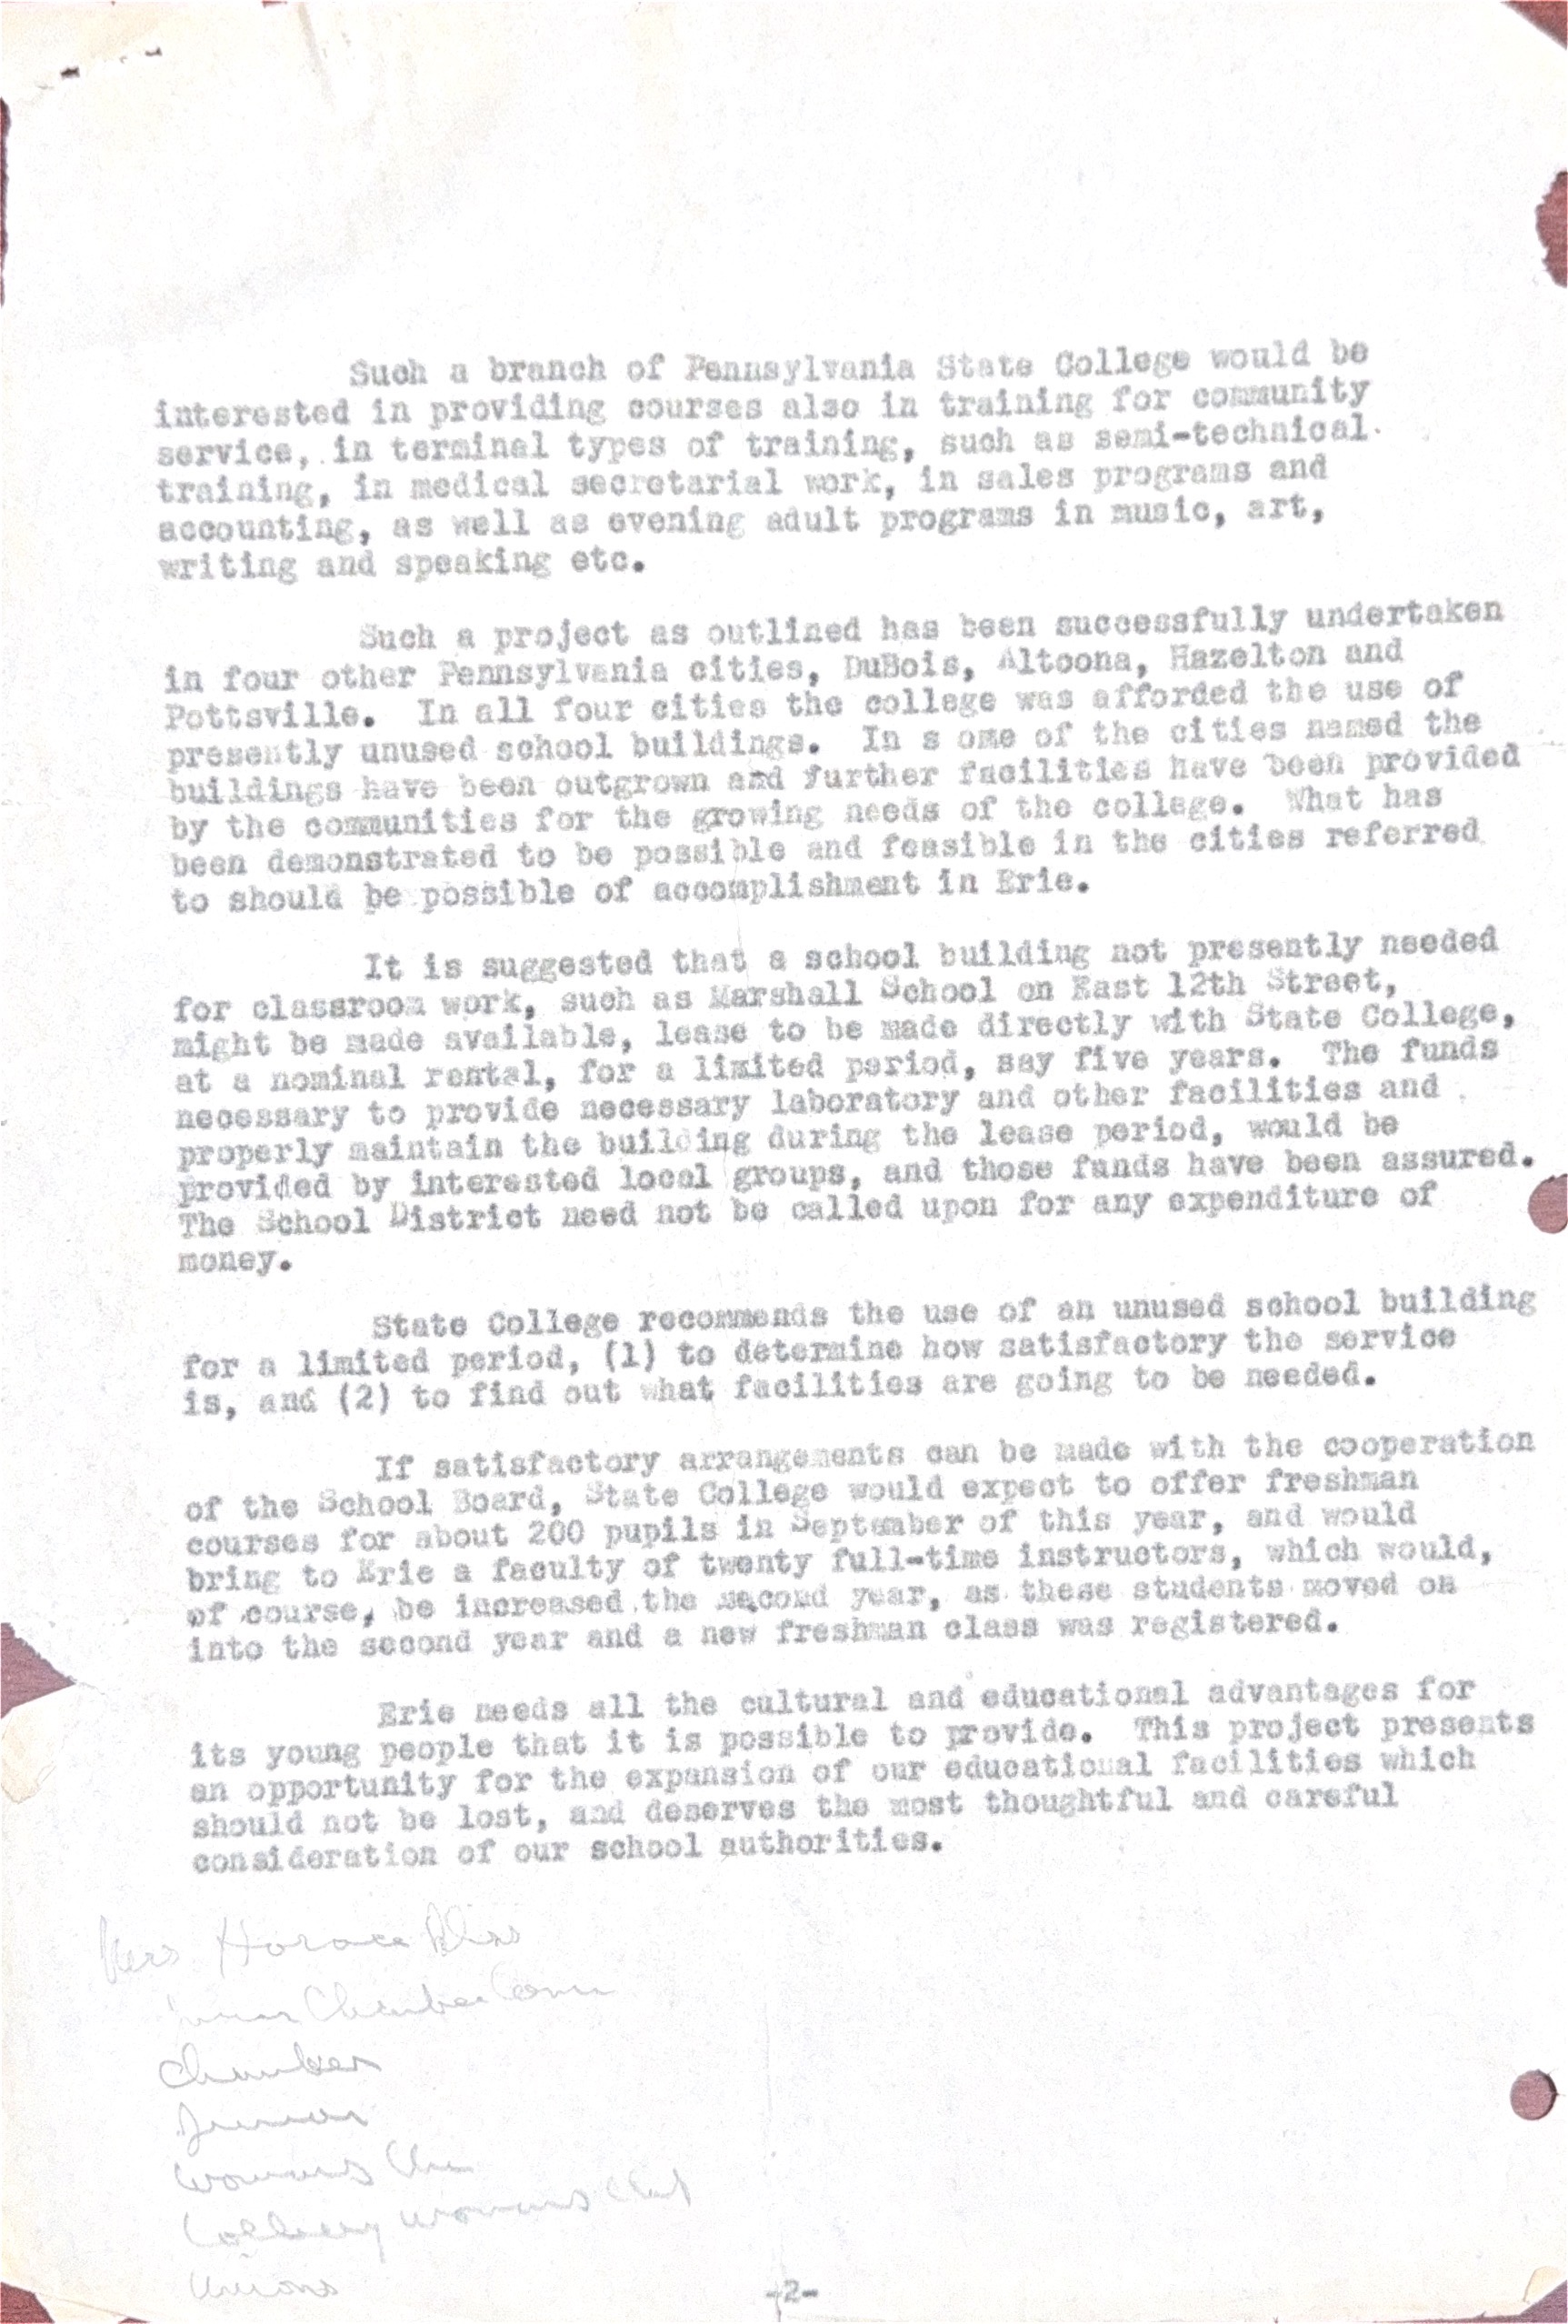 Such a branch of Pennsylvania State College would be
interested in providing courses also in training for community
service, in terminal types of training, such as semi-technical
training, in medical secretarial work, in sales programs and
accounting, as well as evening adult programs in music, art,
writing and speaking etc.
Such a project as outlined has been successfully undertaken
in four other Pennsylvania cities, DuBois, Altoona, Hazelton and
Pottsville. In all four cities the college was afforded the use of
presently unused school buildings. In s ome of the cities named the
buildings have been outgrown and further facilities have been provided
by the communities for the growing needs of the college. What has
been demonstrated to be possible and feasible in the cities referred
to should be possible of accomplishment in Erie.
It is suggested that a school building not presently needed
for classroom work, such as Marshall School on East 12th Street,
might be made available, lease to be made directly with State College,
at a nominal rental, for a limited period, say five years. The funds
necessary to provide necessary laboratory and other facilities and
properly maintain the building during the lease period, would be
provided by interested local groups, and those funds have been assured.
The School District need not be called upon for any expenditure of
money.
State College recommends the use of an unused school building
for a limited period, (1) to determine how satisfactory the service
is, and (2) to find out what facilities are going to be needed.
If satisfactory arrangements can be made with the cooperation
of the School Board, State College would expect to offer freshman
courses for about 200 pupils in September of this year, and would
bring to Erie a faculty of twenty full-time instructors, which would,
of course, be increased the second year, as these students moved on
into the second year and a new freshman class was registered.
Erie needs all the cultural and educational advantages for
its young people that it is possible to provide. This project presents
an opportunity for the expansion of our educational facilities which
should not be lost, and deserves the most thoughtful and careful
consideration of our school authorities.
Horace
Chamber
Chamber
Junior
Womans
Womans Club
Unions
-2-